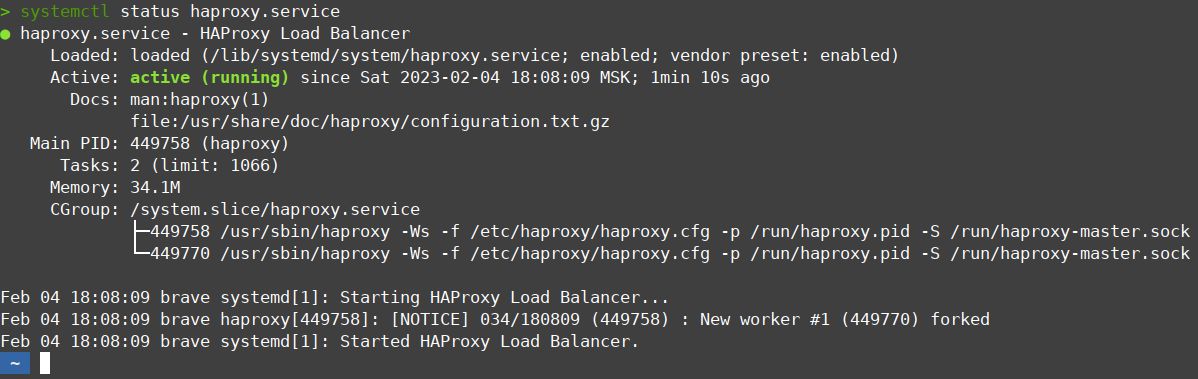 > systemctl status haproxy.service
● haproxy.service - HAProxy Load Balancer
     Loaded: loaded (/lib/systemd/system/haproxy.service; enabled; vendor preset: enabled)
     Active: active (running) since Sat 2023-02-04 18:08:09 MSK; 1min 10s ago
       Docs: man:haproxy(1)
             file:/usr/share/doc/haproxy/configuration.txt.gz
   Main PID: 449758 (haproxy)
      Tasks: 2 (limit: 1066)
     Memory: 34.1M
     CGroup: /system.slice/haproxy.service
             ├─449758 /usr/sbin/haproxy -Ws -f /etc/haproxy/haproxy.cfg -p /run/haproxy.pid -S /run/haproxy-master.sock
             └─449770 /usr/sbin/haproxy -Ws -f /etc/haproxy/haproxy.cfg -p /run/haproxy.pid -S /run/haproxy-master.sock

Feb 04 18:08:09 brave systemd[1]: Starting HAProxy Load Balancer...
Feb 04 18:08:09 brave haproxy[449758]: [NOTICE] 034/180809 (449758) : New worker #1 (449770) forked
Feb 04 18:08:09 brave systemd[1]: Started HAProxy Load Balancer.
~